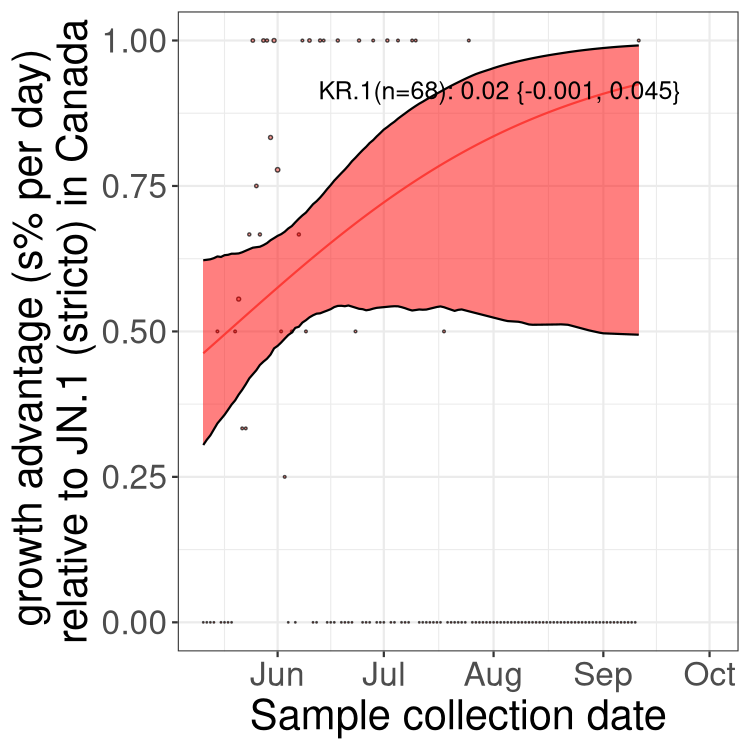 growth advantage (s% per day)
relative to JN.1 (stricto) in Canada
1.00
0.75
0.50
0.25
0.00
KR.1(n=68): 0.02 {-0.001, 0.045}
Jun Jul Aug Sep Oct
Sample collection date